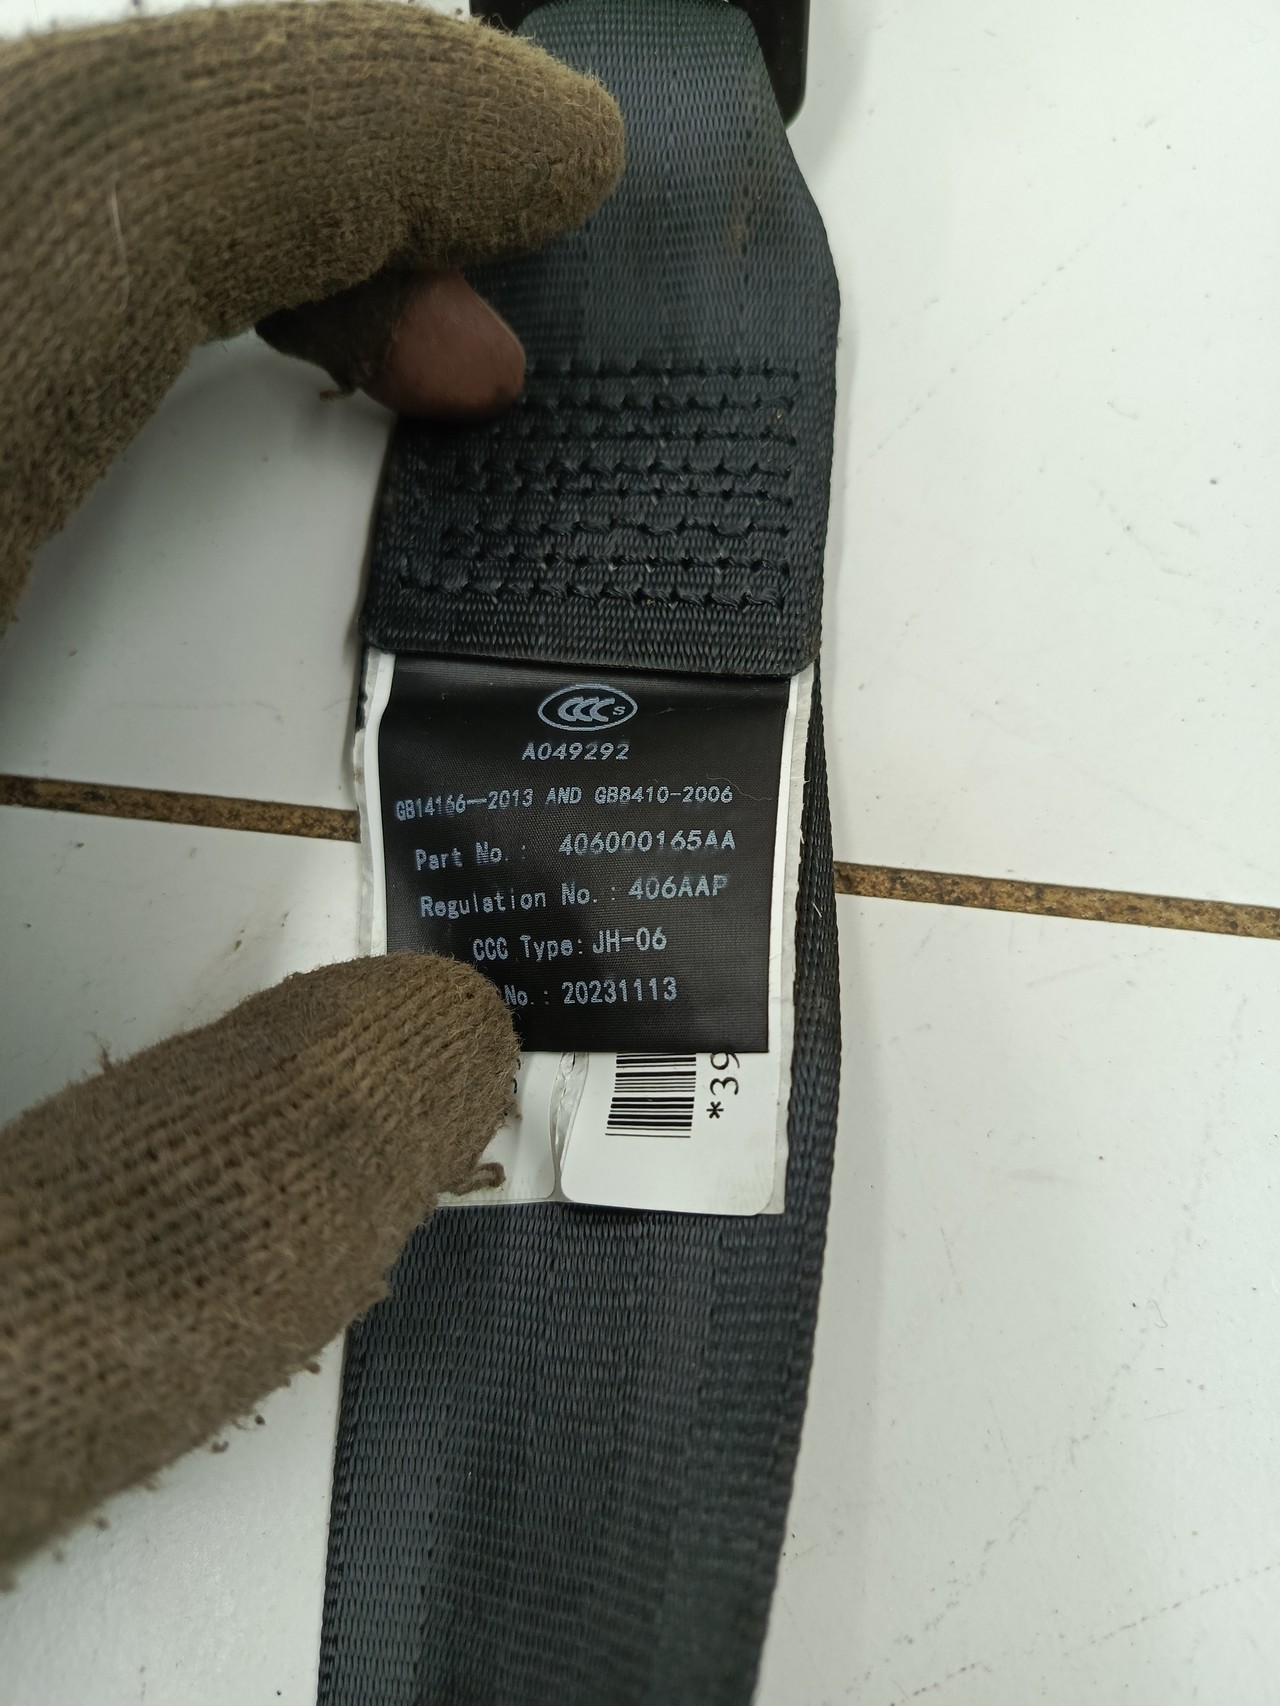 CCC S
A049292
GB14166-2013 AND GB8410-2006
Part No.: 406000165AA
Regulation No.: 406AAP
CCC Type: JH-06
No.: 20231113
*39